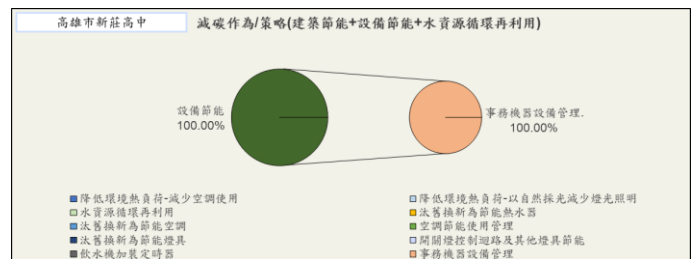 高雄市新莊高中
減碳作為/策略(建築節能+設備節能+水資源循環再利用)
設備節能
100.00%
事務機器設備管理.
100.00%
降低環境熱負荷-減少空調使用
降低環境熱負荷-以自然採光減少燈光照明
水資源循環再利用
汰舊換新為節能熱水器
汰舊換新為節能空調
空調節能使用管理
汰舊換新為節能燈具
開關燈控制迴路及其他燈具節能
飲水機加裝定時器
事務機器設備管理